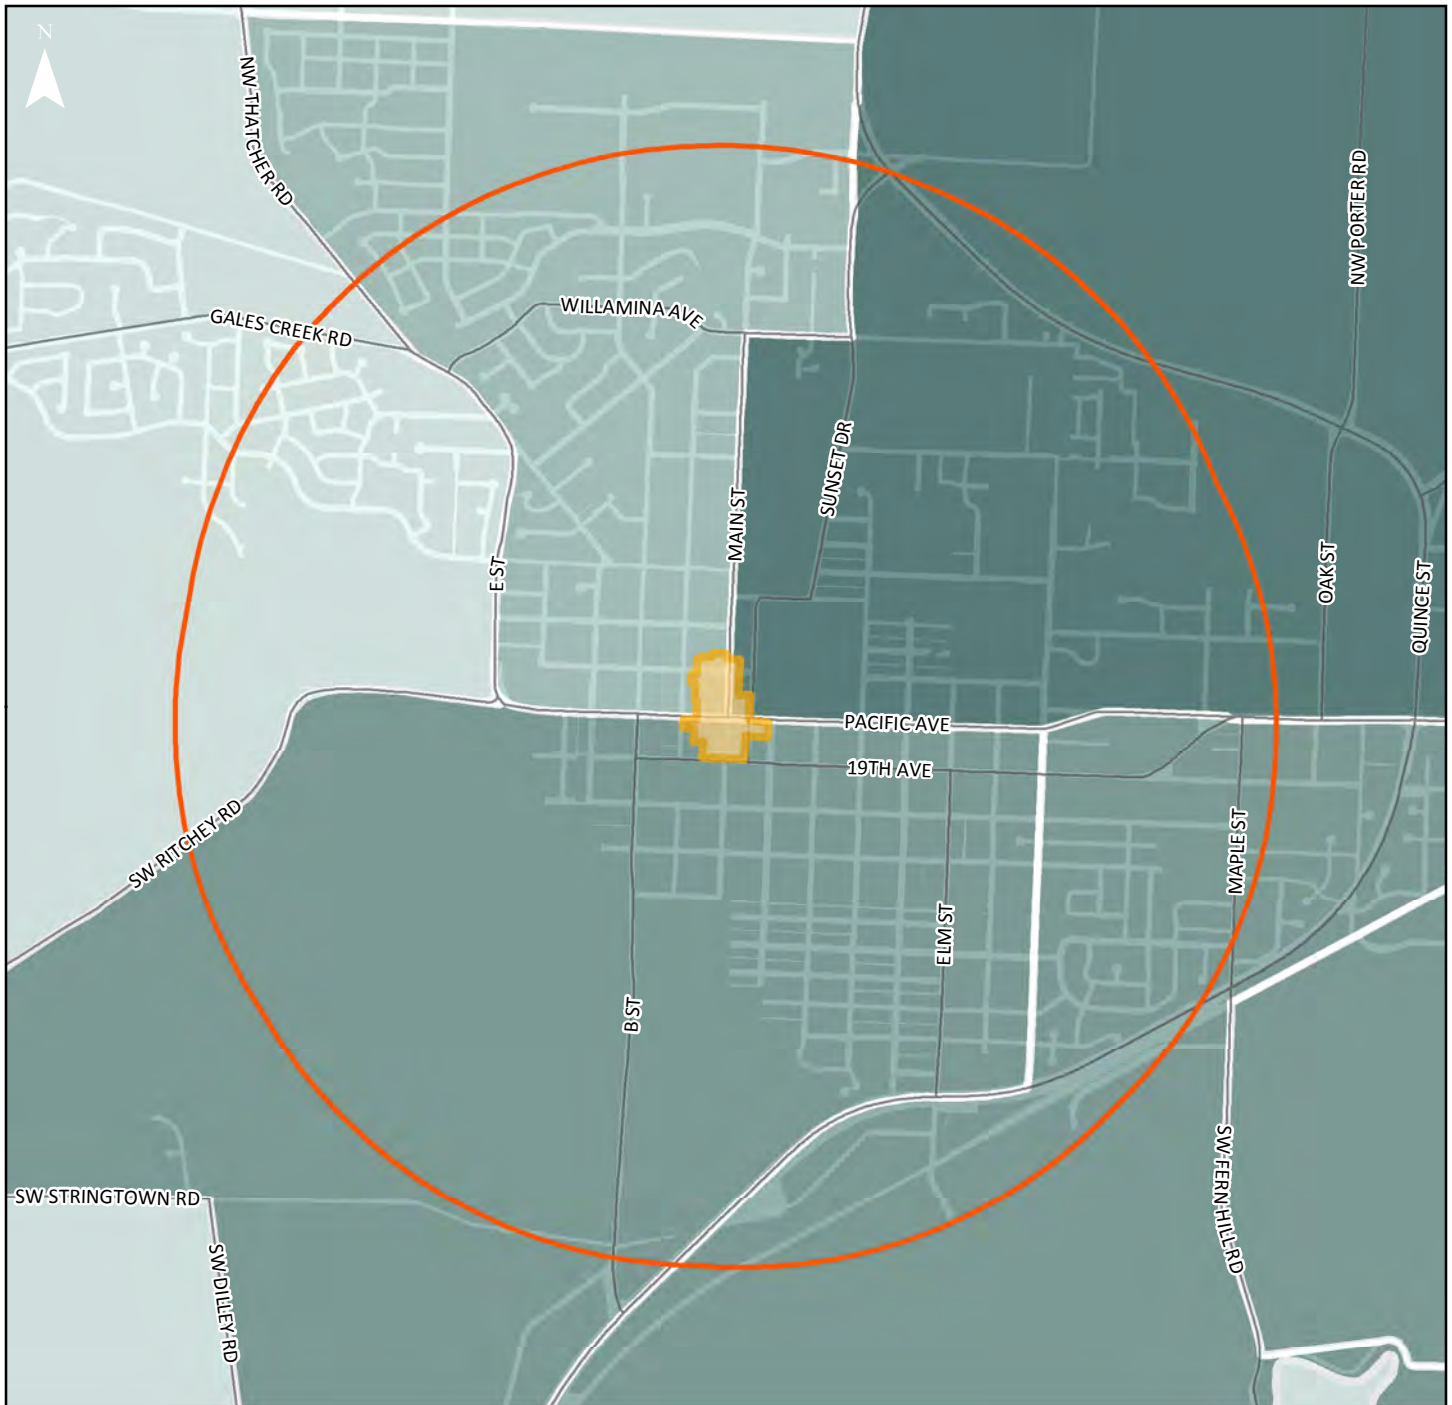 N
NW THATCHER RD
NW PORTER RD
WILLAMINA AVE
GALES CREEK RD
SUNSET DR
MAIN ST
E ST
OAK ST
QUINCE ST
PACIFIC AVE
19TH AVE
SW RITCHEY RD
MAPLE ST
ELM ST
B ST
SW STRINGTOWN RD
SW FERN HILL RD
SW DILLEY RD